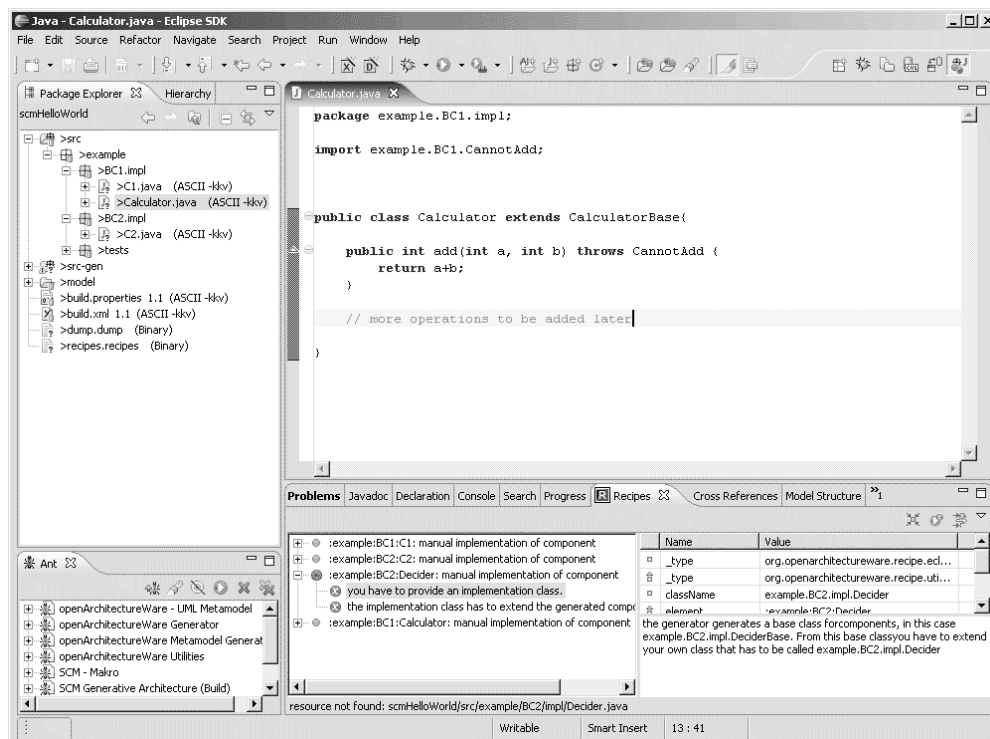 Java - Calculator.java - Eclipse SDK
File Edit Source Refactor Navigate Search Project Run Window Help
Package Explorer Hierarchy
scmHelloWorld
>src
>example
>BC1.impl
>C1.java (ASCII -kkv)
>Calculator.java (ASCII -kkv)
>BC2.impl
>C2.java (ASCII -kkv)
>tests
>src-gen
>model
>build.properties 1.1 (ASCII -kkv)
>build.xml 1.1 (ASCII -kkv)
>dump.dump (Binary)
>recipes.recipes (Binary)
Calculator.java
package example.BC1.impl;
import example.BC1.CannotAdd;
public class Calculator extends CalculatorBase{
public int add(int a, int b) throws CannotAdd {
return a+b;
}
// more operations to be added later
}
Ant
openArchitectureWare - UML Metamodel
openArchitectureWare Generator
openArchitectureWare Metamodel Generat
openArchitectureWare Utilities
SCM - Makro
SCM Generative Architecture (Build)
Problems Javadoc Declaration Console Search Progress Recipes Cross References Model Structure »1
:example:BC1:C1: manual implementation of component
:example:BC2:C2: manual implementation of component
:example:BC2:Decider: manual implementation of component
you have to provide an implementation class.
the implementation class has to extend the generated compo
:example:BC1:Calculator: manual implementation of component
Name Value
_type org.openarchitectureware.recipe.ecl...
_type org.openarchitectureware.recipe.uti...
className example.BC2.impl.Decider
element :example:BC2:Decider
the generator generates a base class forcomponents, in this case
example.BC2.impl.DeciderBase. From this base classyou have to extend
your own class that has to be called example.BC2.impl.Decider
resource not found: scmHelloWorld/src/example/BC2/impl/Decider.java
Writable Smart Insert 13 : 41